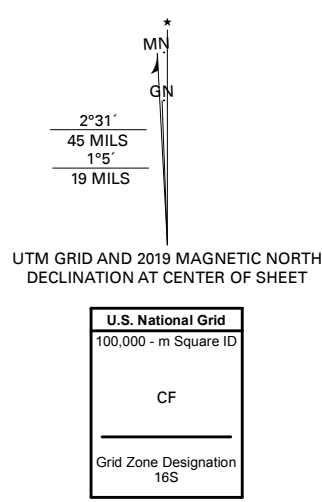 ★
MN
GN
2°31´
45 MILS
1°5´
19 MILS
UTM GRID AND 2019 MAGNETIC NORTH
DECLINATION AT CENTER OF SHEET
U.S. National Grid
100,000 - m Square ID
CF
Grid Zone Designation
16S